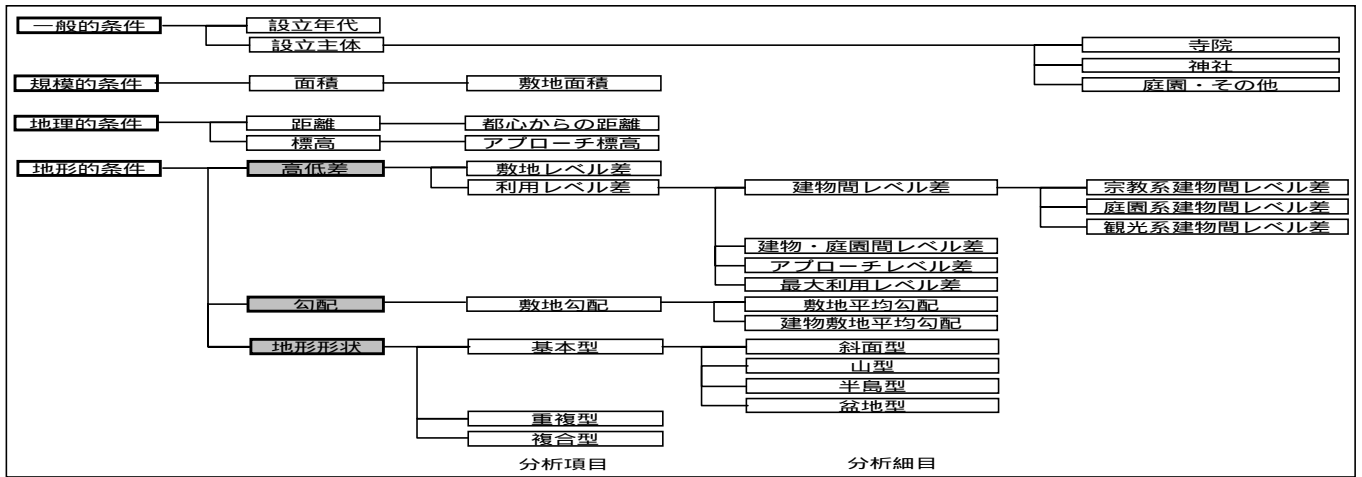 一般的条件 設立年代
設立主体 寺院
神社
規模的条件 面積 敷地面積 庭園・その他
地理的条件 距離 都心からの距離
標高 アプローチ標高
地形的条件 高低差 敷地レベル差
利用レベル差 建物間レベル差 宗教系建物間レベル差
庭園系建物間レベル差
観光系建物間レベル差
建物・庭園間レベル差
アプローチレベル差
最大利用レベル差
勾配 敷地勾配 敷地平均勾配
建物敷地平均勾配
地形形状 基本型 斜面型
山型
半島型
盆地型
重複型
複合型
分析項目 分析細目